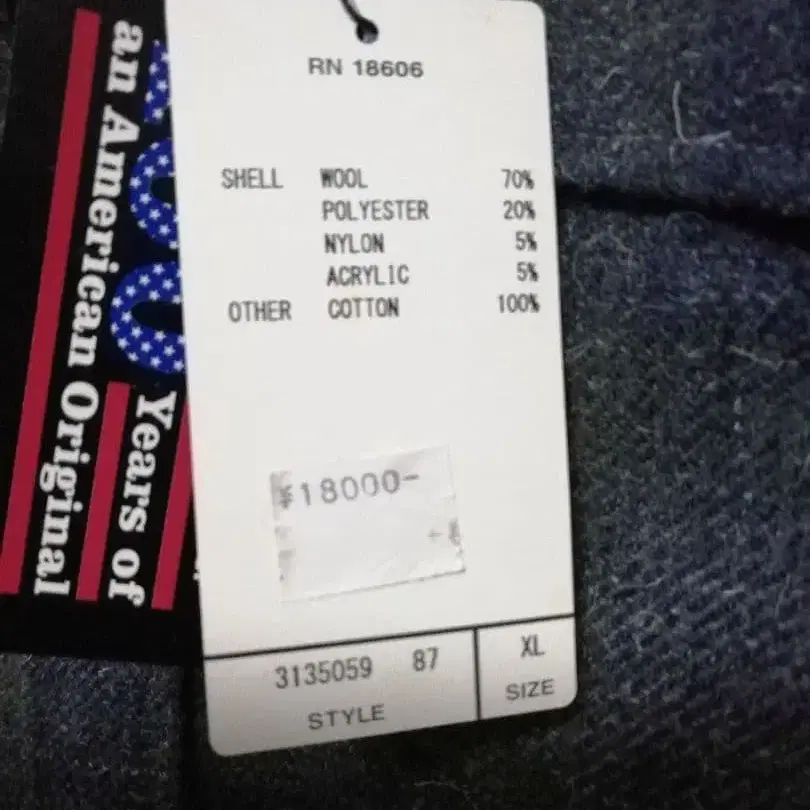 RN 18606
SHELL WOOL 70%
POLYESTER 20%
NYLON 5%
ACRYLIC 5%
OTHER COTTON 100%
¥18000-
3135059 87
STYLE
XL
SIZE
Years of
an American Original